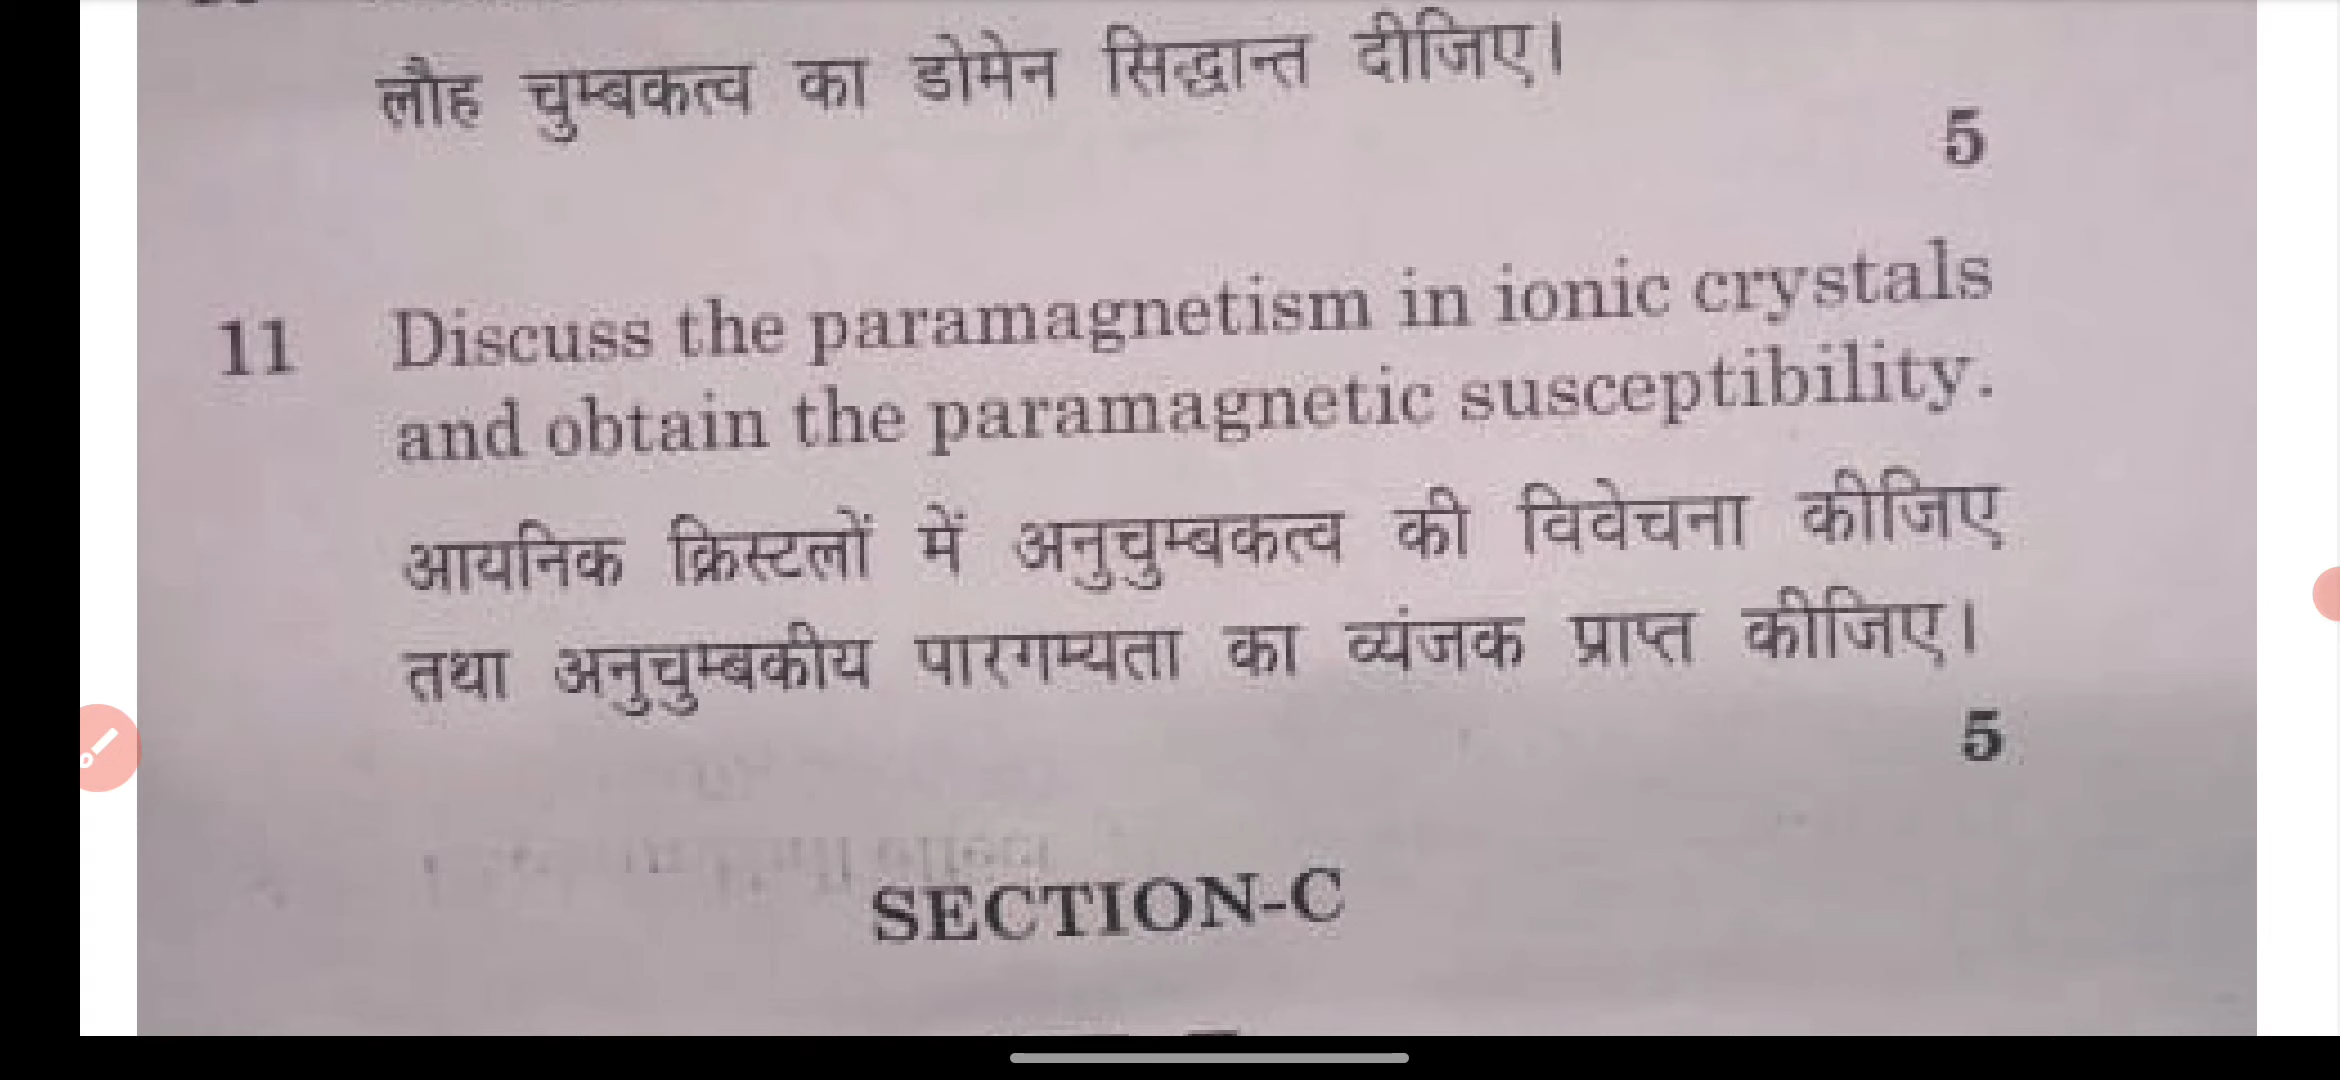 लौह चुम्बकत्व का डोमेन सिद्धान्त दीजिए।
5
11 Discuss the paramagnetism in ionic crystals
and obtain the paramagnetic susceptibility.
आयनिक क्रिस्टलों में अनुचुम्बकत्व की विवेचना कीजिए
तथा अनुचुम्बकीय पारगम्यता का व्यंजक प्राप्त कीजिए।
5
SECTION-C